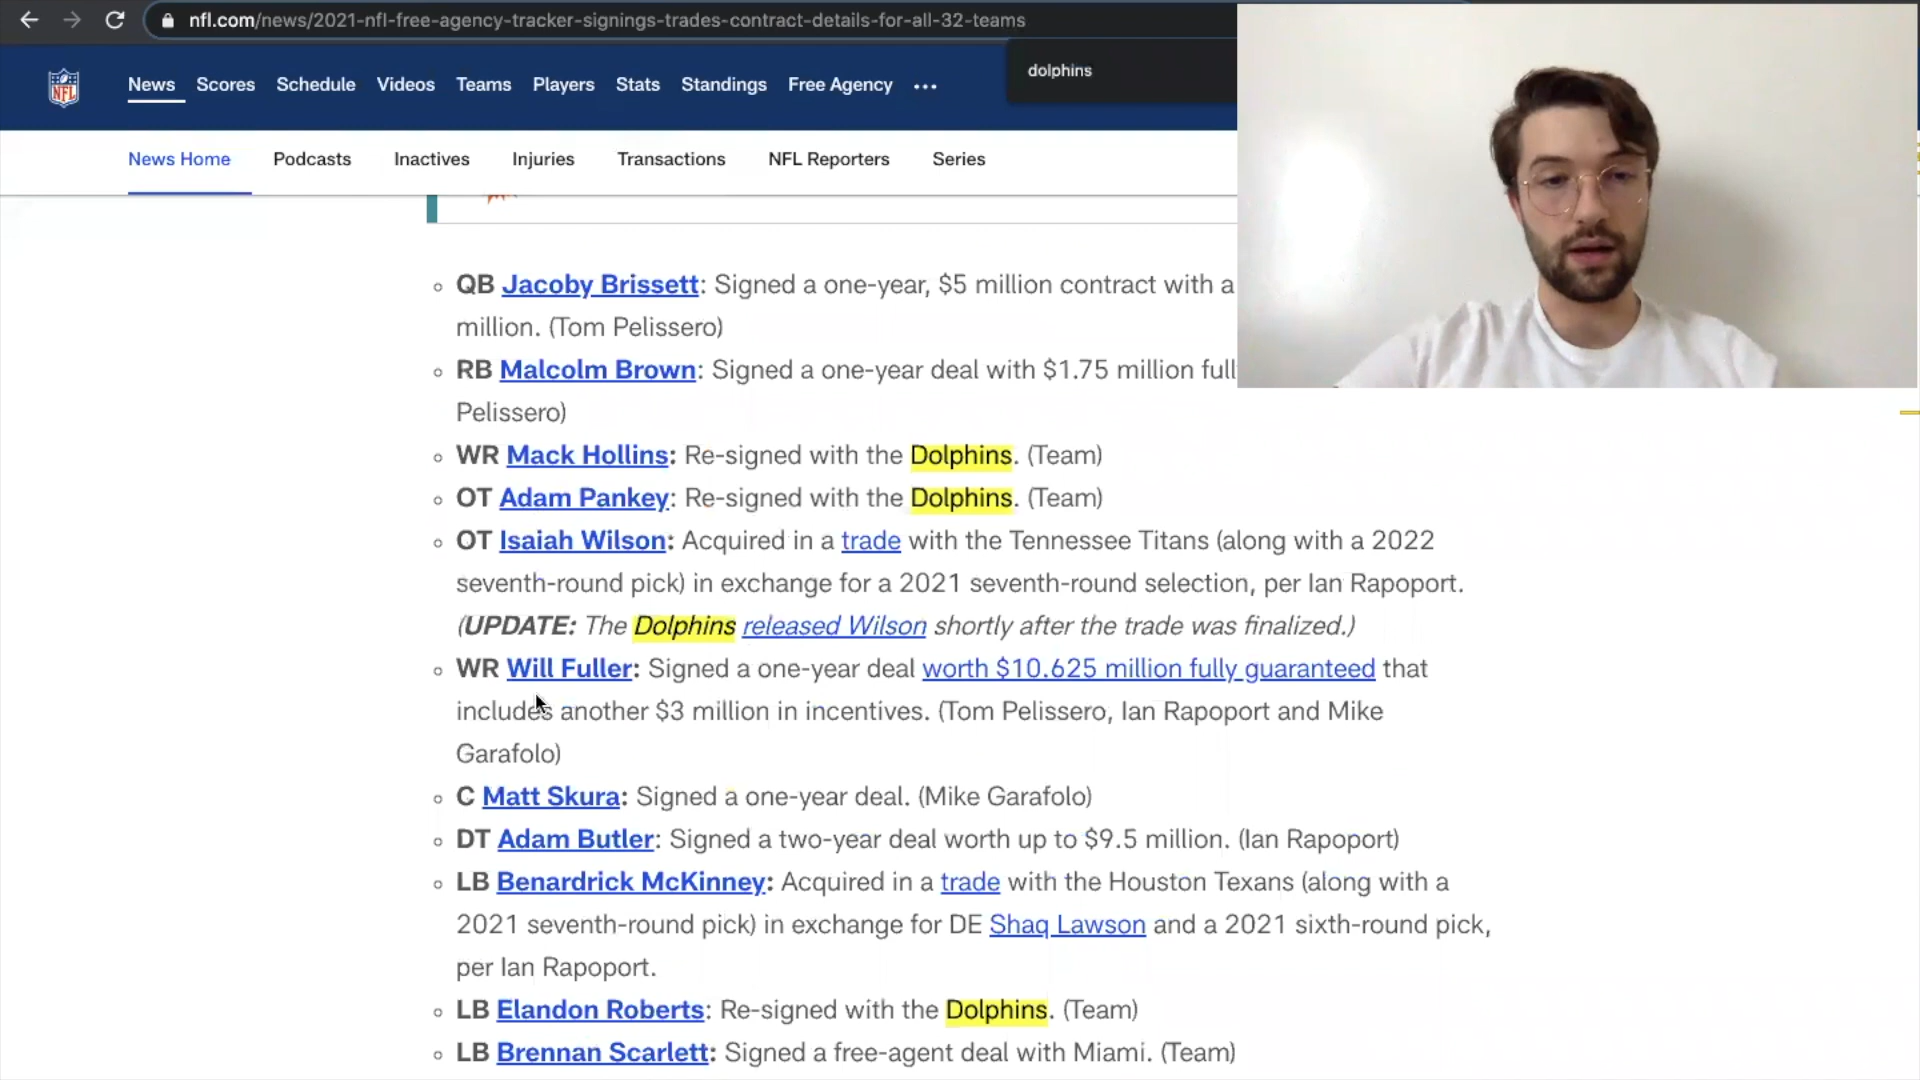 nfl.com/news/2021-nfl-free-agency-tracker-signings-trades-contract-details-for-all-32-teams
dolphins
NFL
News Scores Schedule Videos Teams Players Stats Standings Free Agency ...
News Home Podcasts Inactives Injuries Transactions NFL Reporters Series
QB Jacoby Brissett: Signed a one-year, $5 million contract with a
million. (Tom Pelissero)
RB Malcolm Brown: Signed a one-year deal with $1.75 million full
Pelissero)
WR Mack Hollins: Re-signed with the Dolphins. (Team)
OT Adam Pankey: Re-signed with the Dolphins. (Team)
OT Isaiah Wilson: Acquired in a trade with the Tennessee Titans (along with a 2022
seventh-round pick) in exchange for a 2021 seventh-round selection, per Ian Rapoport.
(UPDATE: The Dolphins released Wilson shortly after the trade was finalized.)
WR Will Fuller: Signed a one-year deal worth $10.625 million fully guaranteed that
includes another $3 million in incentives. (Tom Pelissero, Ian Rapoport and Mike
Garafolo)
C Matt Skura: Signed a one-year deal. (Mike Garafolo)
DT Adam Butler: Signed a two-year deal worth up to $9.5 million. (Ian Rapoport)
LB Benardrick McKinney: Acquired in a trade with the Houston Texans (along with a
2021 seventh-round pick) in exchange for DE Shaq Lawson and a 2021 sixth-round pick,
per Ian Rapoport.
LB Elandon Roberts: Re-signed with the Dolphins. (Team)
LB Brennan Scarlett: Signed a free-agent deal with Miami. (Team)